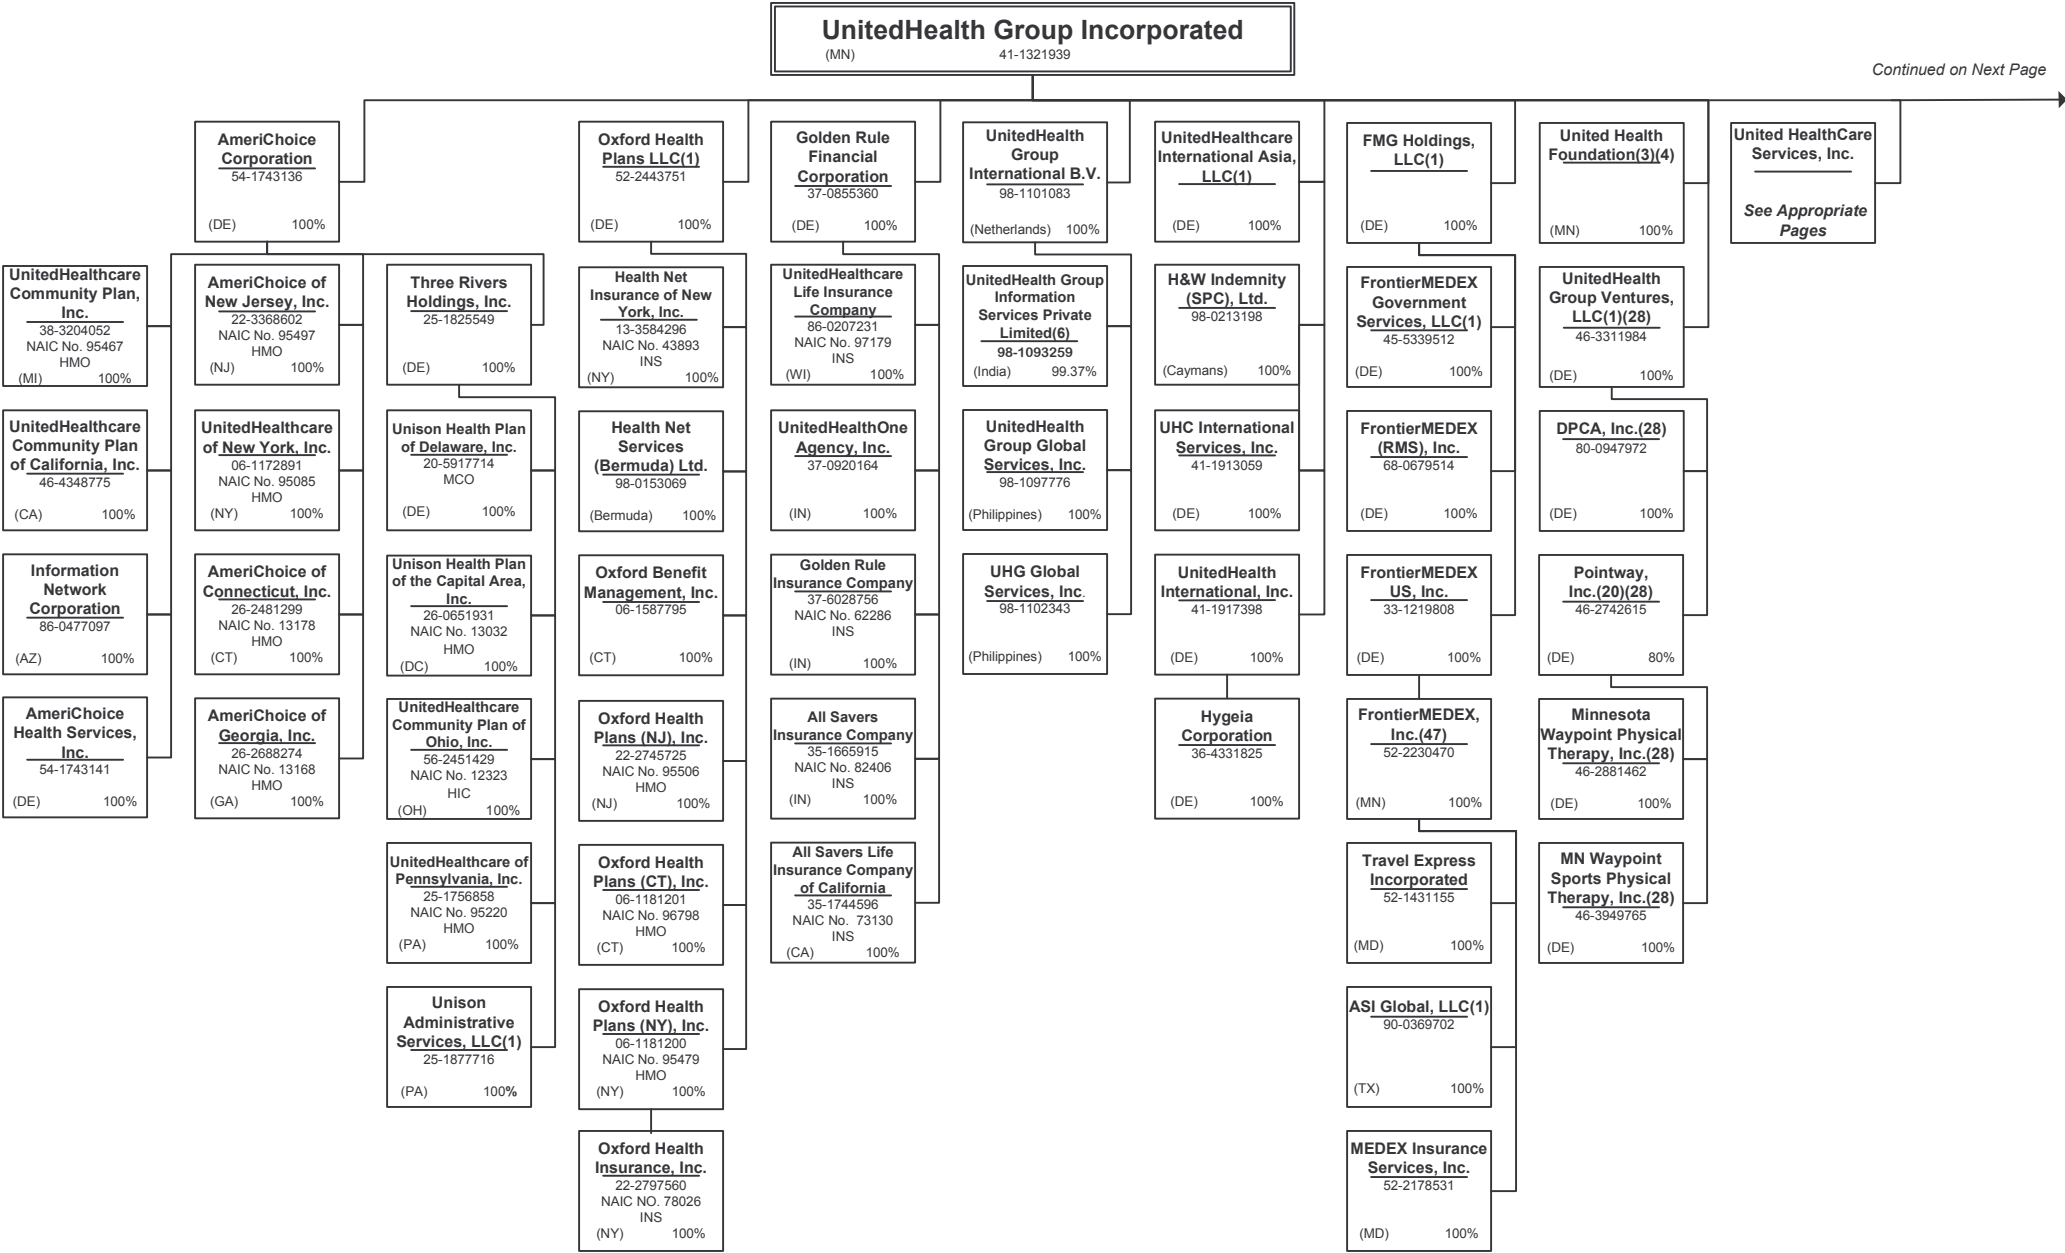 UnitedHealth Group Incorporated
(MN) 41-1321939
Continued on Next Page
AmeriChoice
Corporation
54-1743136
(DE) 100%
Oxford Health
Plans LLC(1)
52-2443751
(DE) 100%
Golden Rule
Financial
Corporation
37-0855360
(DE) 100%
UnitedHealth
Group
International B.V.
98-1101083
(Netherlands) 100%
UnitedHealthcare
International Asia,
LLC(1)
(DE) 100%
FMG Holdings,
LLC(1)
(DE) 100%
United Health
Foundation(3)(4)
(MN) 100%
United HealthCare
Services, Inc.
See Appropriate
Pages
UnitedHealthcare
Community Plan,
Inc.
38-3204052
NAIC No. 95467
HMO
(MI) 100%
AmeriChoice of
New Jersey, Inc.
22-3368602
NAIC No. 95497
HMO
(NJ) 100%
Three Rivers
Holdings, Inc.
25-1825549
(DE) 100%
Health Net
Insurance of New
York, Inc.
13-3584296
NAIC No. 43893
INS
(NY) 100%
UnitedHealthcare
Life Insurance
Company
86-0207231
NAIC No. 97179
INS
(WI) 100%
UnitedHealth Group
Information
Services Private
Limited(6)
98-1093259
(India) 99.37%
H&W Indemnity
(SPC), Ltd.
98-0213198
(Caymans) 100%
FrontierMEDEX
Government
Services, LLC(1)
45-5339512
(DE) 100%
UnitedHealth
Group Ventures,
LLC(1)(28)
46-3311984
(DE) 100%
UnitedHealthcare
Community Plan
of California, Inc.
46-4348775
(CA) 100%
UnitedHealthcare
of New York, Inc.
06-1172891
NAIC No. 95085
HMO
(NY) 100%
Unison Health Plan
of Delaware, Inc.
20-5917714
MCO
(DE) 100%
Health Net
Services
(Bermuda) Ltd.
98-0153069
(Bermuda) 100%
UnitedHealthOne
Agency, Inc.
37-0920164
(IN) 100%
UnitedHealth
Group Global
Services, Inc.
98-1097776
(Philippines) 100%
UHC International
Services, Inc.
41-1913059
(DE) 100%
FrontierMEDEX
(RMS), Inc.
68-0679514
(DE) 100%
DPCA, Inc.(28)
80-0947972
(DE) 100%
Information
Network
Corporation
86-0477097
(AZ) 100%
AmeriChoice of
Connecticut, Inc.
26-2481299
NAIC No. 13178
HMO
(CT) 100%
Unison Health Plan
of the Capital Area,
Inc.
26-0651931
NAIC No. 13032
HMO
(DC) 100%
Oxford Benefit
Management, Inc.
06-1587795
(CT) 100%
Golden Rule
Insurance Company
37-6028756
NAIC No. 62286
INS
(IN) 100%
UHG Global
Services, Inc.
98-1102343
(Philippines) 100%
UnitedHealth
International, Inc.
41-1917398
(DE) 100%
FrontierMEDEX
US, Inc.
33-1219808
(DE) 100%
Pointway,
Inc.(20)(28)
46-2742615
(DE) 80%
AmeriChoice
Health Services,
Inc.
54-1743141
(DE) 100%
AmeriChoice of
Georgia, Inc.
26-2688274
NAIC No. 13168
HMO
(GA) 100%
UnitedHealthcare
Community Plan of
Ohio, Inc.
56-2451429
NAIC No. 12323
HIC
(OH) 100%
Oxford Health
Plans (NJ), Inc.
22-2745725
NAIC No. 95506
HMO
(NJ) 100%
All Savers
Insurance Company
35-1665915
NAIC No. 82406
INS
(IN) 100%
Hygeia
Corporation
36-4331825
(DE) 100%
FrontierMEDEX,
Inc.(47)
52-2230470
(MN) 100%
Minnesota
Waypoint Physical
Therapy, Inc.(28)
46-2881462
(DE) 100%
UnitedHealthcare of
Pennsylvania, Inc.
25-1756858
NAIC No. 95220
HMO
(PA) 100%
Oxford Health
Plans (CT), Inc.
06-1181201
NAIC No. 96798
HMO
(CT) 100%
All Savers Life
Insurance Company
of California
35-1744596
NAIC No. 73130
INS
(CA) 100%
Travel Express
Incorporated
52-1431155
(MD) 100%
MN Waypoint
Sports Physical
Therapy, Inc.(28)
46-3949765
(DE) 100%
Unison
Administrative
Services, LLC(1)
25-1877716
(PA) 100%
Oxford Health
Plans (NY), Inc.
06-1181200
NAIC No. 95479
HMO
(NY) 100%
ASI Global, LLC(1)
90-0369702
(TX) 100%
Oxford Health
Insurance, Inc.
22-2797560
NAIC NO. 78026
INS
(NY) 100%
MEDEX Insurance
Services, Inc.
52-2178531
(MD) 100%